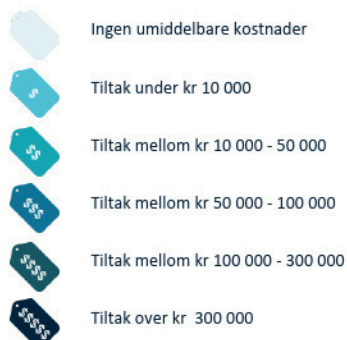 Ingen umiddelbare kostnader
$ Tiltak under kr 10 000
$$ Tiltak mellom kr 10 000 - 50 000
$$$ Tiltak mellom kr 50 000 - 100 000
$$$$ Tiltak mellom kr 100 000 - 300 000
$$$$$ Tiltak over kr 300 000